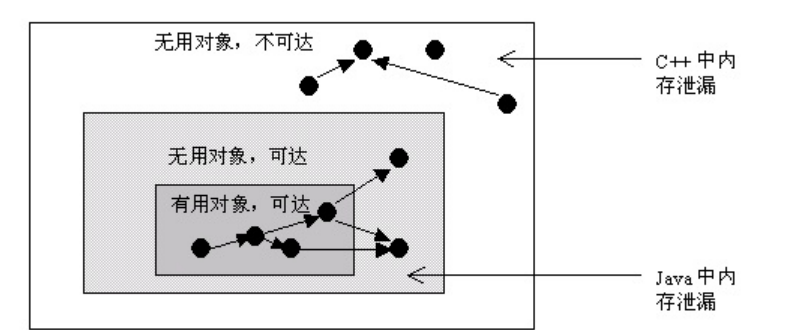 无用对象，不可达
C++ 中内
存泄漏
无用对象，可达
有用对象，可达
Java 中内
存泄漏